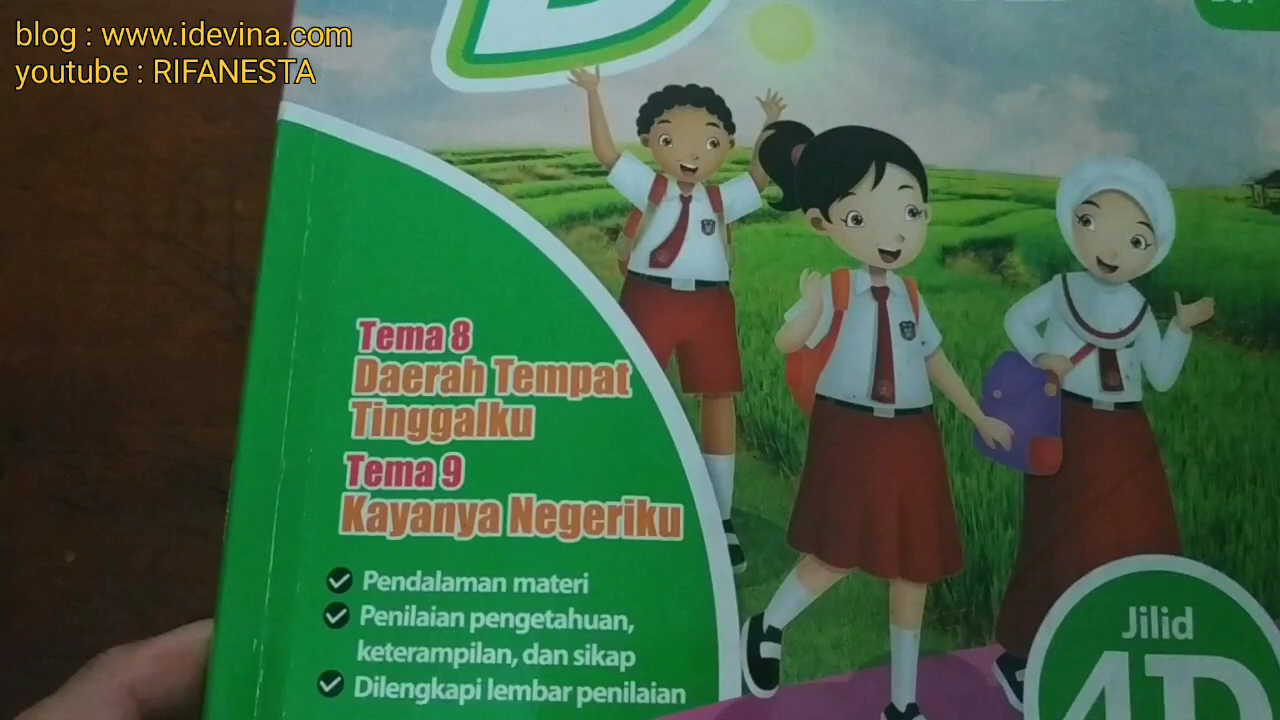 blog : www.idevina.com
youtube : RIFANESTA
Tema 8
Daerah Tempat
Tinggalku
Tema 9
Kayanya Negeriku
Pendalaman materi
Penilaian pengetahuan,
keterampilan, dan sikap
Dilengkapi lembar penilaian
Jilid
4D